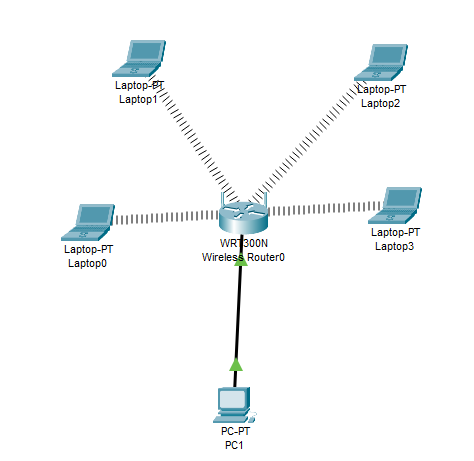 Laptop-PT
Laptop1
Laptop-PT
Laptop2
Laptop-PT
Laptop0
WRT300N
Wireless Router0
Laptop-PT
Laptop3
PC-PT
PC1